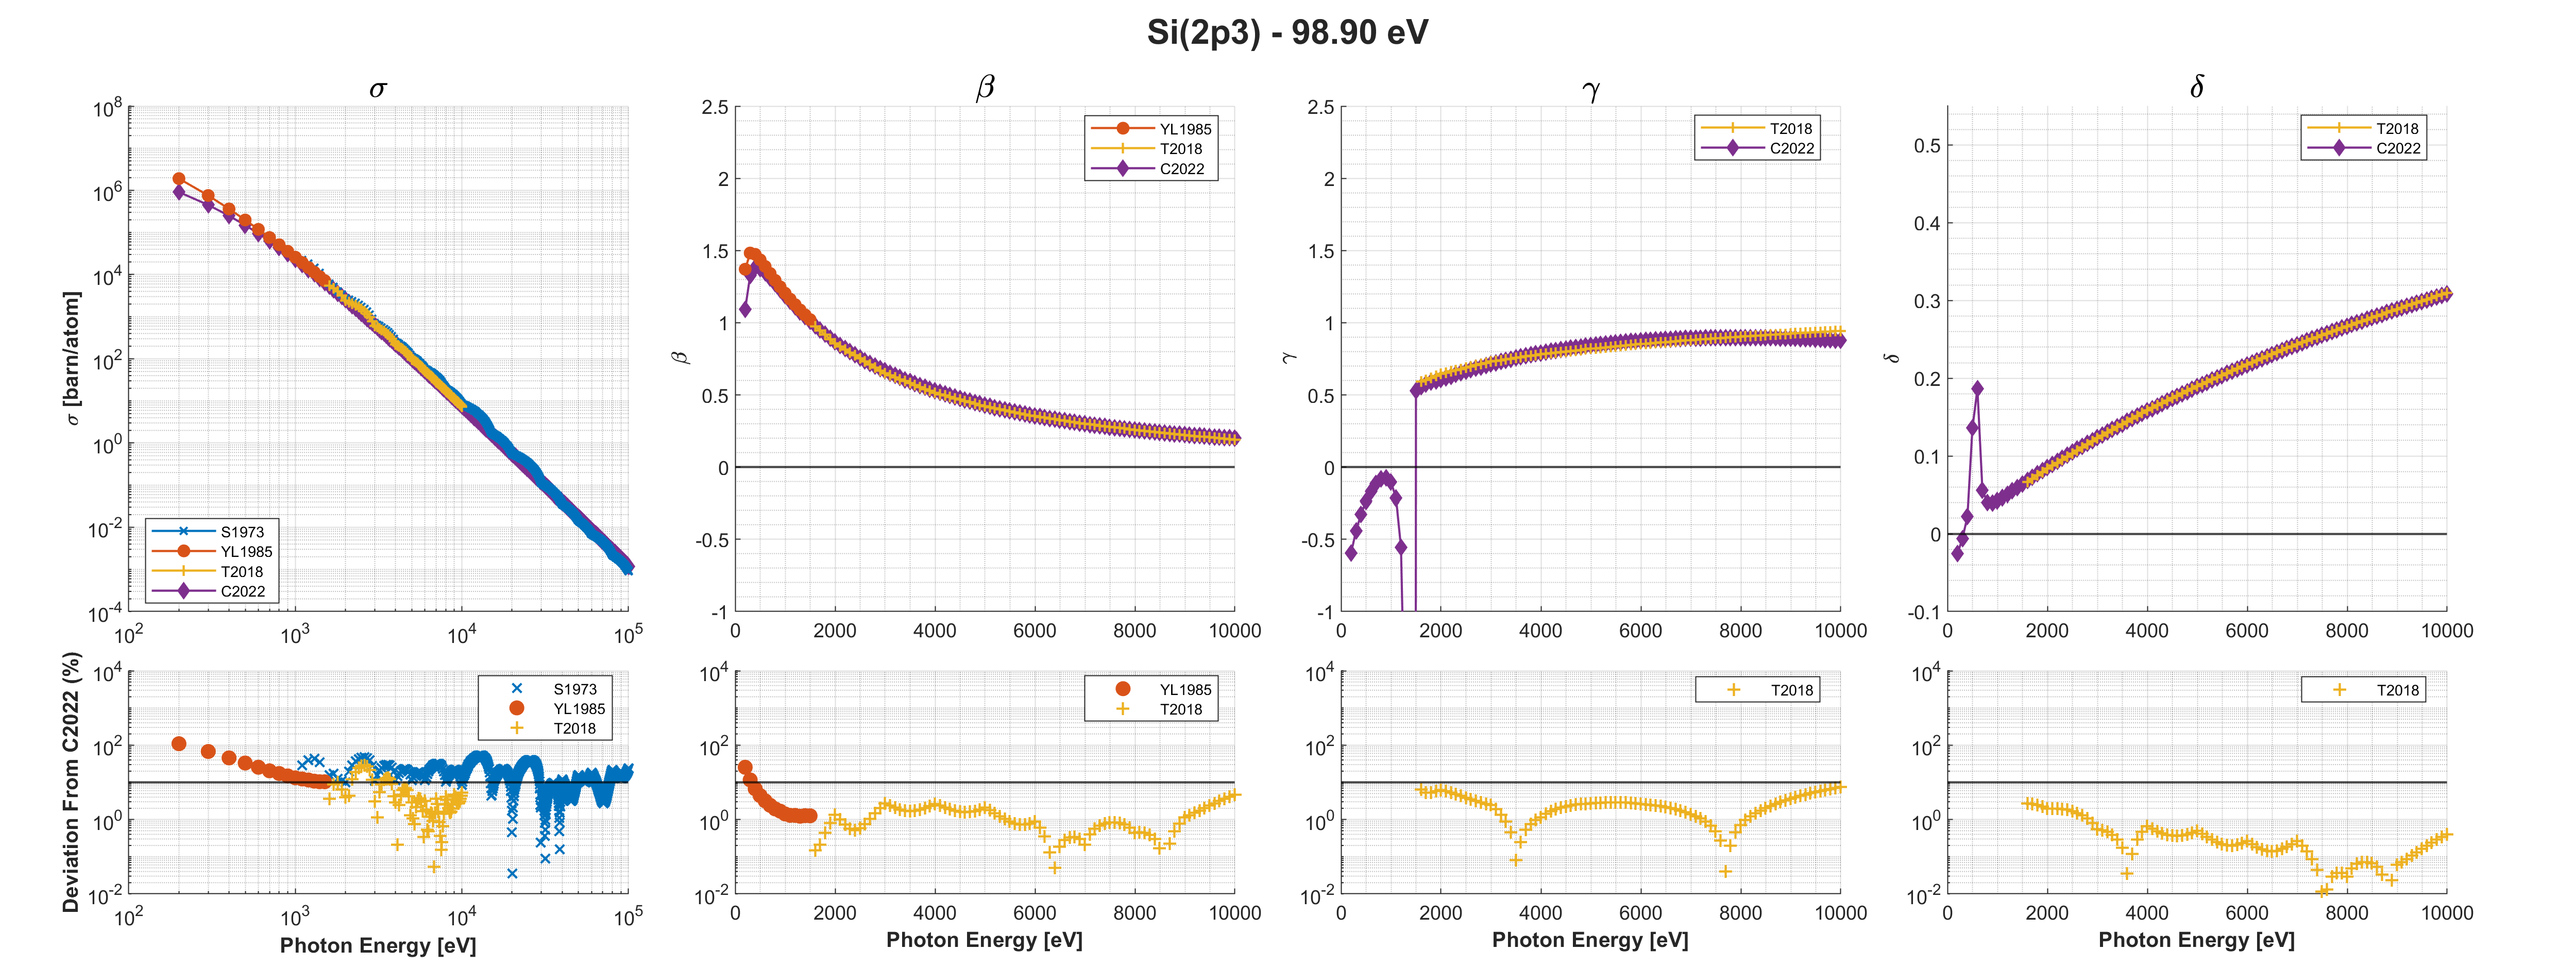 Si(2p3) - 98.90 eV
σ
σ [barn/atom]
10^8
10^6
10^4
10^2
10^0
10^-2
10^-4
10^2
10^3
10^4
10^5
S1973
YL1985
T2018
C2022
β
β
2.5
2
1.5
1
0.5
0
-0.5
-1
0
2000
4000
6000
8000
10000
YL1985
T2018
C2022
γ
γ
2.5
2
1.5
1
0.5
0
-0.5
-1
0
2000
4000
6000
8000
10000
T2018
C2022
δ
δ
0.5
0.4
0.3
0.2
0.1
0
-0.1
0
2000
4000
6000
8000
10000
T2018
C2022
Deviation From C2022 (%)
10^4
10^2
10^0
10^-2
10^2
10^3
10^4
10^5
S1973
YL1985
T2018
Photon Energy [eV]
10^4
10^2
10^0
10^-2
0
2000
4000
6000
8000
10000
YL1985
T2018
Photon Energy [eV]
10^4
10^2
10^0
10^-2
0
2000
4000
6000
8000
10000
T2018
Photon Energy [eV]
10^4
10^2
10^0
10^-2
0
2000
4000
6000
8000
10000
T2018
Photon Energy [eV]